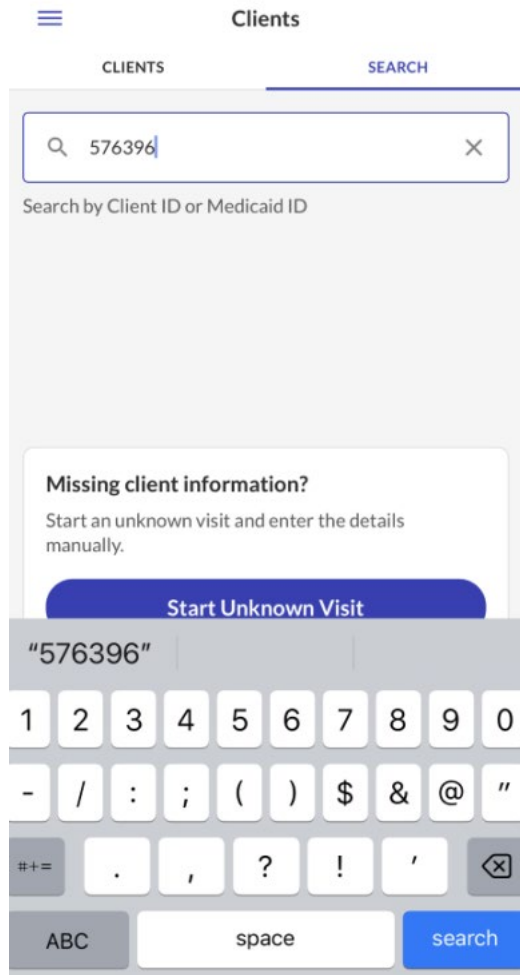 Clients
CLIENTS SEARCH
576396
Search by Client ID or Medicaid ID
Missing client information?
Start an unknown visit and enter the details
manually.
Start Unknown Visit
“576396”
1 2 3 4 5 6 7 8 9 0
- / : ; ( ) $ & @ "
#+= . , ? ! ’
ABC space search